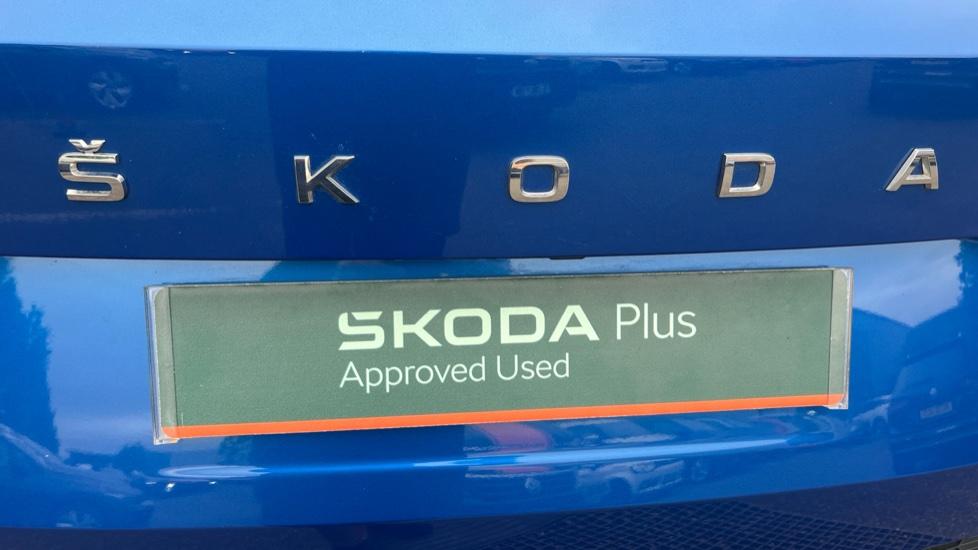 ŠKODA
ŠKODA Plus
Approved Used